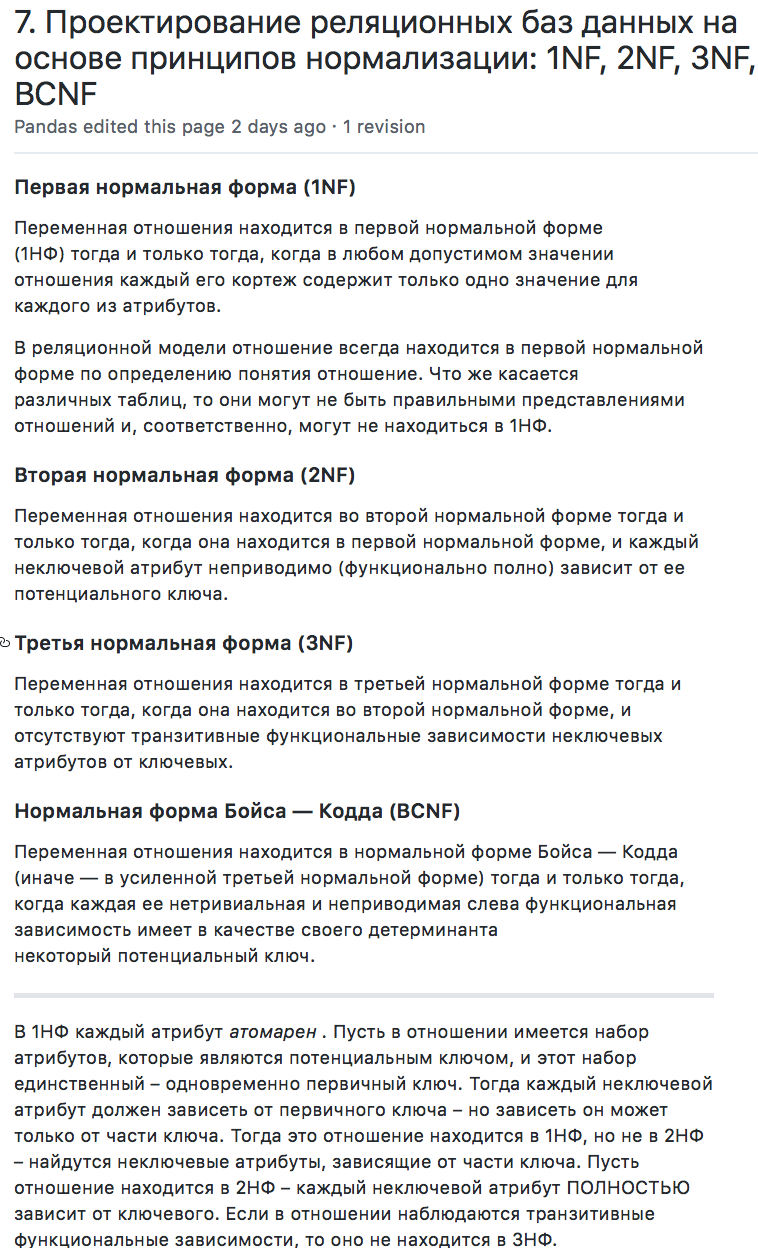 7. Проектирование реляционных баз данных на
основе принципов нормализации: 1NF, 2NF, 3NF,
BCNF
Pandas edited this page 2 days ago · 1 revision
Первая нормальная форма (1NF)
Переменная отношения находится в первой нормальной форме
(1НФ) тогда и только тогда, когда в любом допустимом значении
отношения каждый его кортеж содержит только одно значение для
каждого из атрибутов.
В реляционной модели отношение всегда находится в первой нормальной
форме по определению понятия отношение. Что же касается
различных таблиц, то они могут не быть правильными представлениями
отношений и, соответственно, могут не находиться в 1НФ.
Вторая нормальная форма (2NF)
Переменная отношения находится во второй нормальной форме тогда и
только тогда, когда она находится в первой нормальной форме, и каждый
неключевой атрибут неприводимо (функционально полно) зависит от ее
потенциального ключа.
Третья нормальная форма (3NF)
Переменная отношения находится в третьей нормальной форме тогда и
только тогда, когда она находится во второй нормальной форме, и
отсутствуют транзитивные функциональные зависимости неключевых
атрибутов от ключевых.
Нормальная форма Бойса — Кодда (BCNF)
Переменная отношения находится в нормальной форме Бойса — Кодда
(иначе — в усиленной третьей нормальной форме) тогда и только тогда,
когда каждая ее нетривиальная и неприводимая слева функциональная
зависимость имеет в качестве своего детерминанта
некоторый потенциальный ключ.
В 1НФ каждый атрибут атомарен . Пусть в отношении имеется набор
атрибутов, которые являются потенциальным ключом, и этот набор
единственный – одновременно первичный ключ. Тогда каждый неключевой
атрибут должен зависеть от первичного ключа – но зависеть он может
только от части ключа. Тогда это отношение находится в 1НФ, но не в 2НФ
– найдутся неключевые атрибуты, зависящие от части ключа. Пусть
отношение находится в 2НФ – каждый неключевой атрибут ПОЛНОСТЬЮ
зависит от ключевого. Если в отношении наблюдаются транзитивные
функциональные зависимости, то оно не находится в 3НФ.